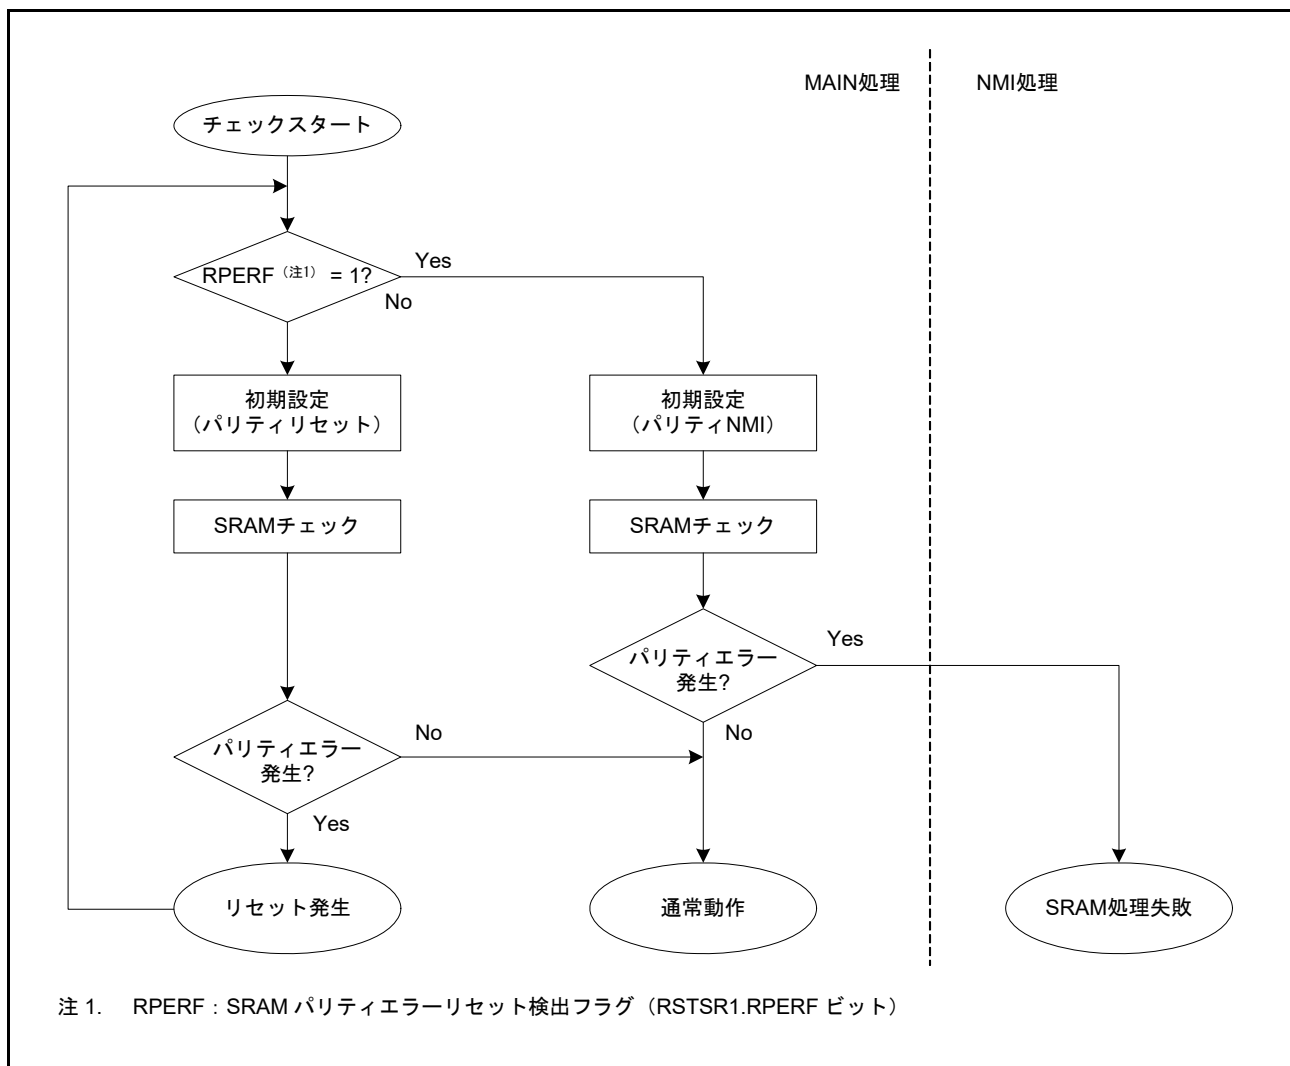 MAIN処理
NMI処理
チェックスタート
RPERF（注1） = 1?
Yes
No
初期設定
（パリティリセット）
初期設定
（パリティNMI）
SRAMチェック
SRAMチェック
パリティエラー
発生?
Yes
No
パリティエラー
発生?
No
Yes
リセット発生
通常動作
SRAM処理失敗
注 1. RPERF：SRAM パリティエラーリセット検出フラグ（RSTSR1.RPERF ビット）